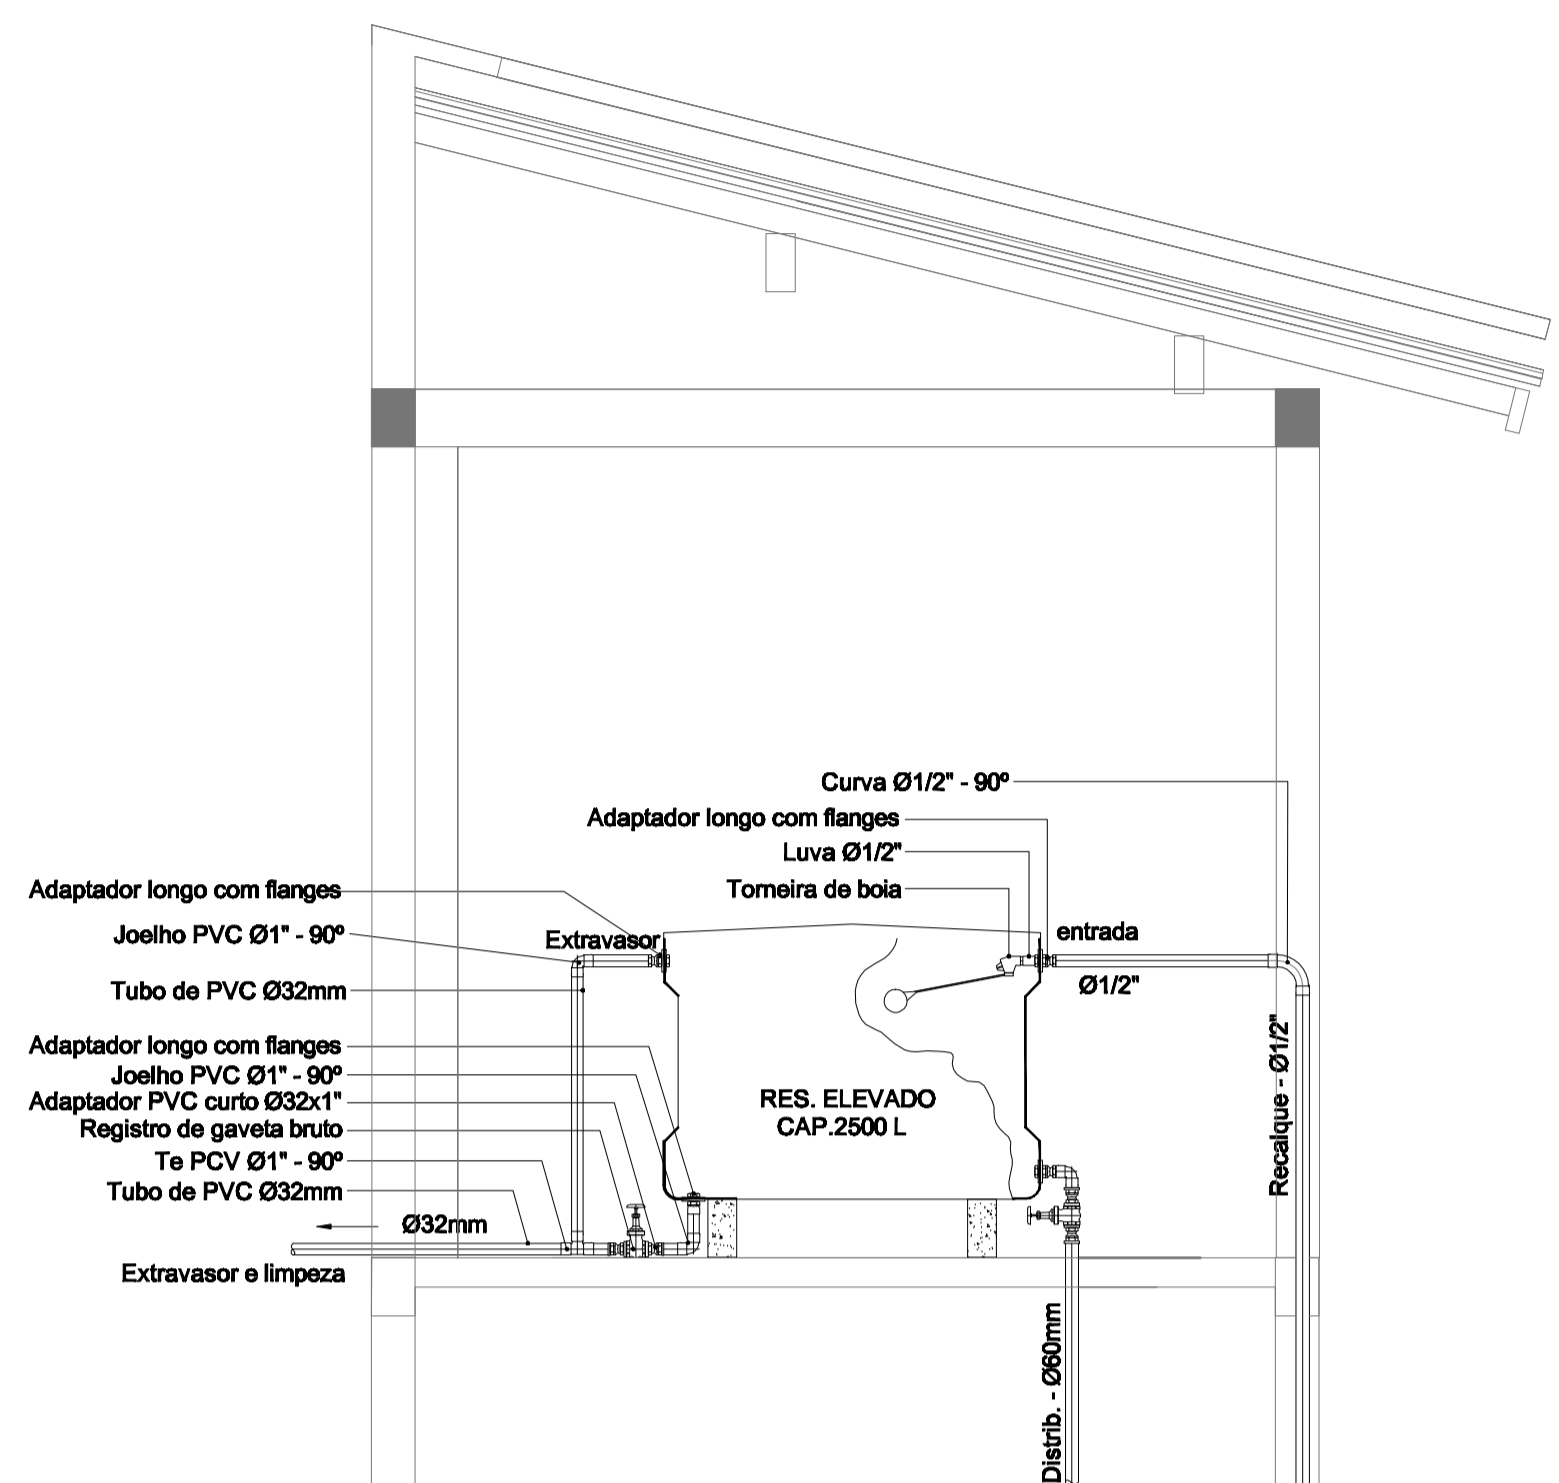 Curva Ø1/2" - 90º
Adaptador longo com flanges
Luva Ø1/2"
Torneira de boia
Adaptador longo com flanges
Joelho PVC Ø1" - 90º
Extravasor
entrada
Tubo de PVC Ø32mm
Ø1/2"
Adaptador longo com flanges
Joelho PVC Ø1" - 90º
Adaptador PVC curto Ø32x1"
Registro de gaveta bruto
Te PCV Ø1" - 90º
Tubo de PVC Ø32mm
RES. ELEVADO
CAP.2500 L
Recalque - Ø1/2"
Ø32mm
Extravasor e limpeza
Distrib. - Ø60mm